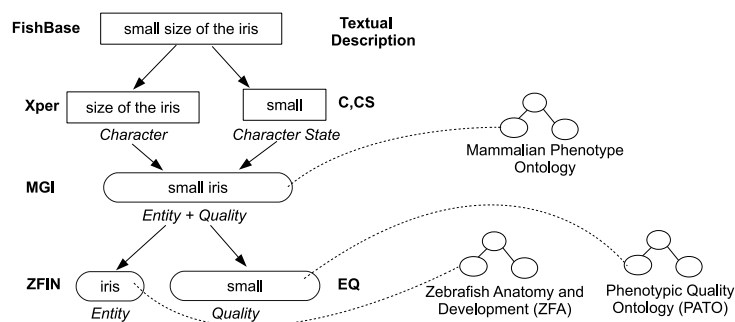 FishBase
small size of the iris
Textual
Description
Xper
size of the iris
small
C,CS
Character
Character State
Mammalian Phenotype
Ontology
MGI
small iris
Entity + Quality
ZFIN
iris
small
EQ
Entity
Quality
Zebrafish Anatomy and
Development (ZFA)
Phenotypic Quality
Ontology (PATO)